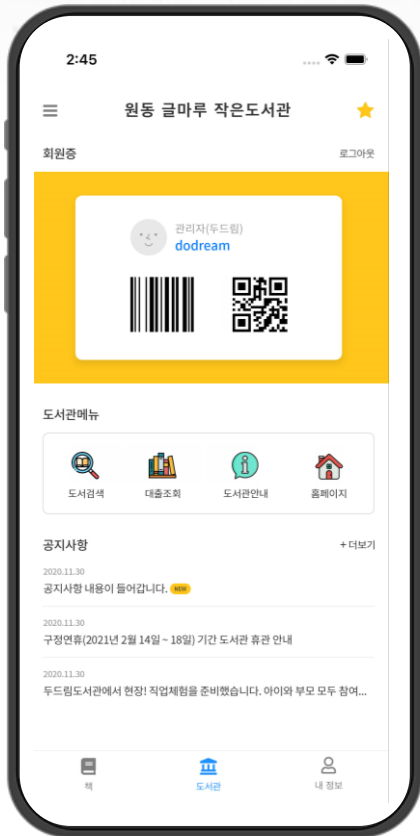 2:45
원동 글마루 작은도서관
회원증
로그아웃
관리자(두드림)
dodream
도서관메뉴
도서검색
대출조회
도서관안내
홈페이지
공지사항
+ 더보기
2020.11.30
공지사항 내용이 들어갑니다. NEW
2020.11.30
구정연휴(2021년 2월 14일 ~ 18일) 기간 도서관 휴관 안내
2020.11.30
두드림도서관에서 현장! 직업체험을 준비했습니다. 아이와 부모 모두 참여...
책
도서관
내 정보